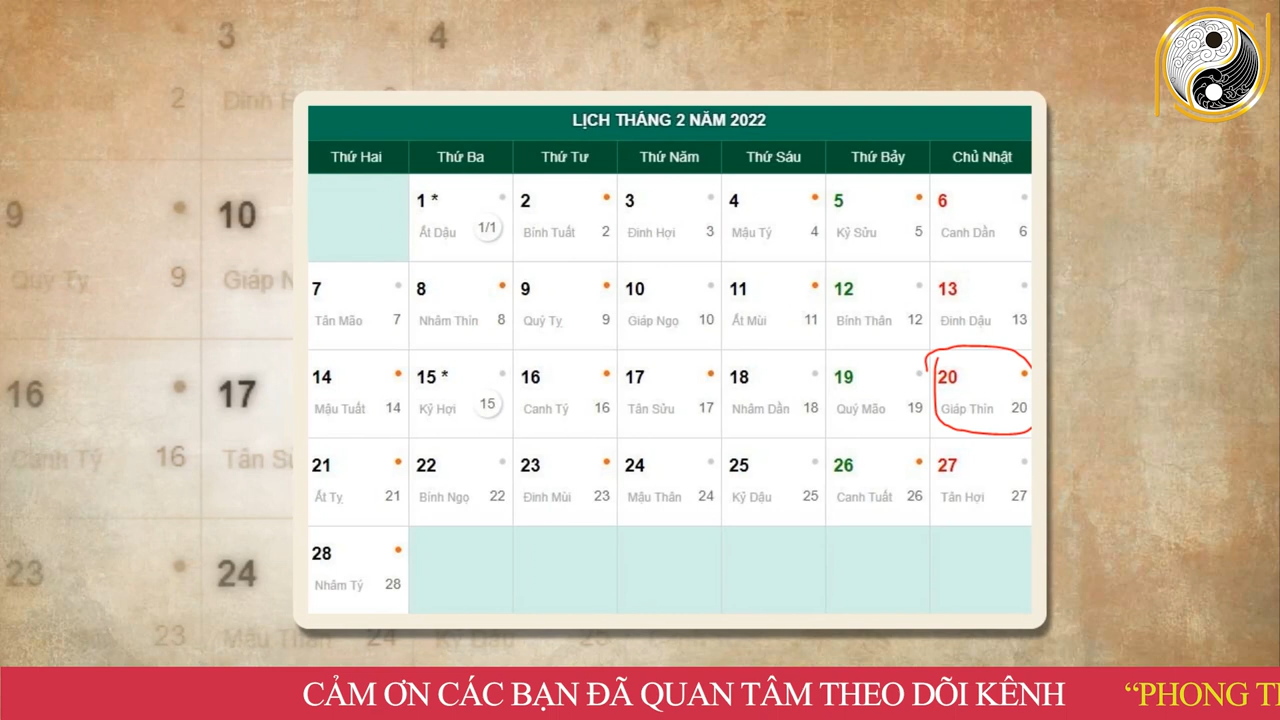 LỊCH THÁNG 2 NĂM 2022
Thứ Hai Thứ Ba Thứ Tư Thứ Năm Thứ Sáu Thứ Bảy Chủ Nhật
1 * 2 3 4 5 6
Ất Dậu 1/1 Bính Tuất 2 Đinh Hợi 3 Mậu Tý 4 Kỷ Sửu 5 Canh Dần 6
7 8 9 10 11 12 13
Tân Mão 7 Nhâm Thìn 8 Quý Tỵ 9 Giáp Ngọ 10 Ất Mùi 11 Bính Thân 12 Đinh Dậu 13
14 15 * 16 17 18 19 20
Mậu Tuất 14 Kỷ Hợi 15 Canh Tý 16 Tân Sửu 17 Nhâm Dần 18 Quý Mão 19 Giáp Thìn 20
21 22 23 24 25 26 27
Ất Tỵ 21 Bính Ngọ 22 Đinh Mùi 23 Mậu Thân 24 Kỷ Dậu 25 Canh Tuất 26 Tân Hợi 27
28
Nhâm Tý 28
CẢM ƠN CÁC BẠN ĐÃ QUAN TÂM THEO DÕI KÊNH “PHONG